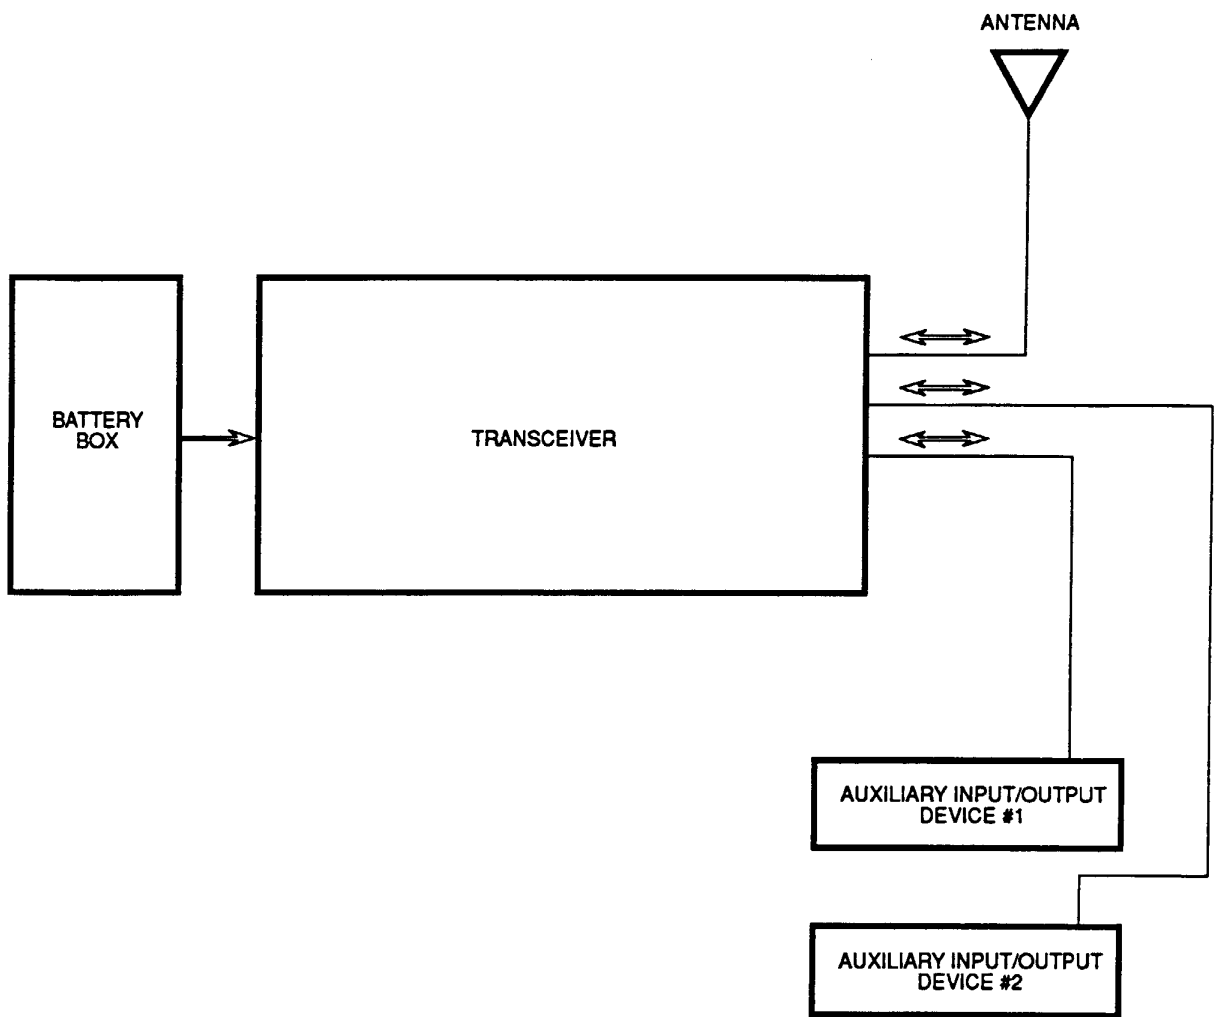 ANTENNA
BATTERY
BOX
TRANSCEIVER
AUXILIARY INPUT/OUTPUT
DEVICE #1
AUXILIARY INPUT/OUTPUT
DEVICE #2